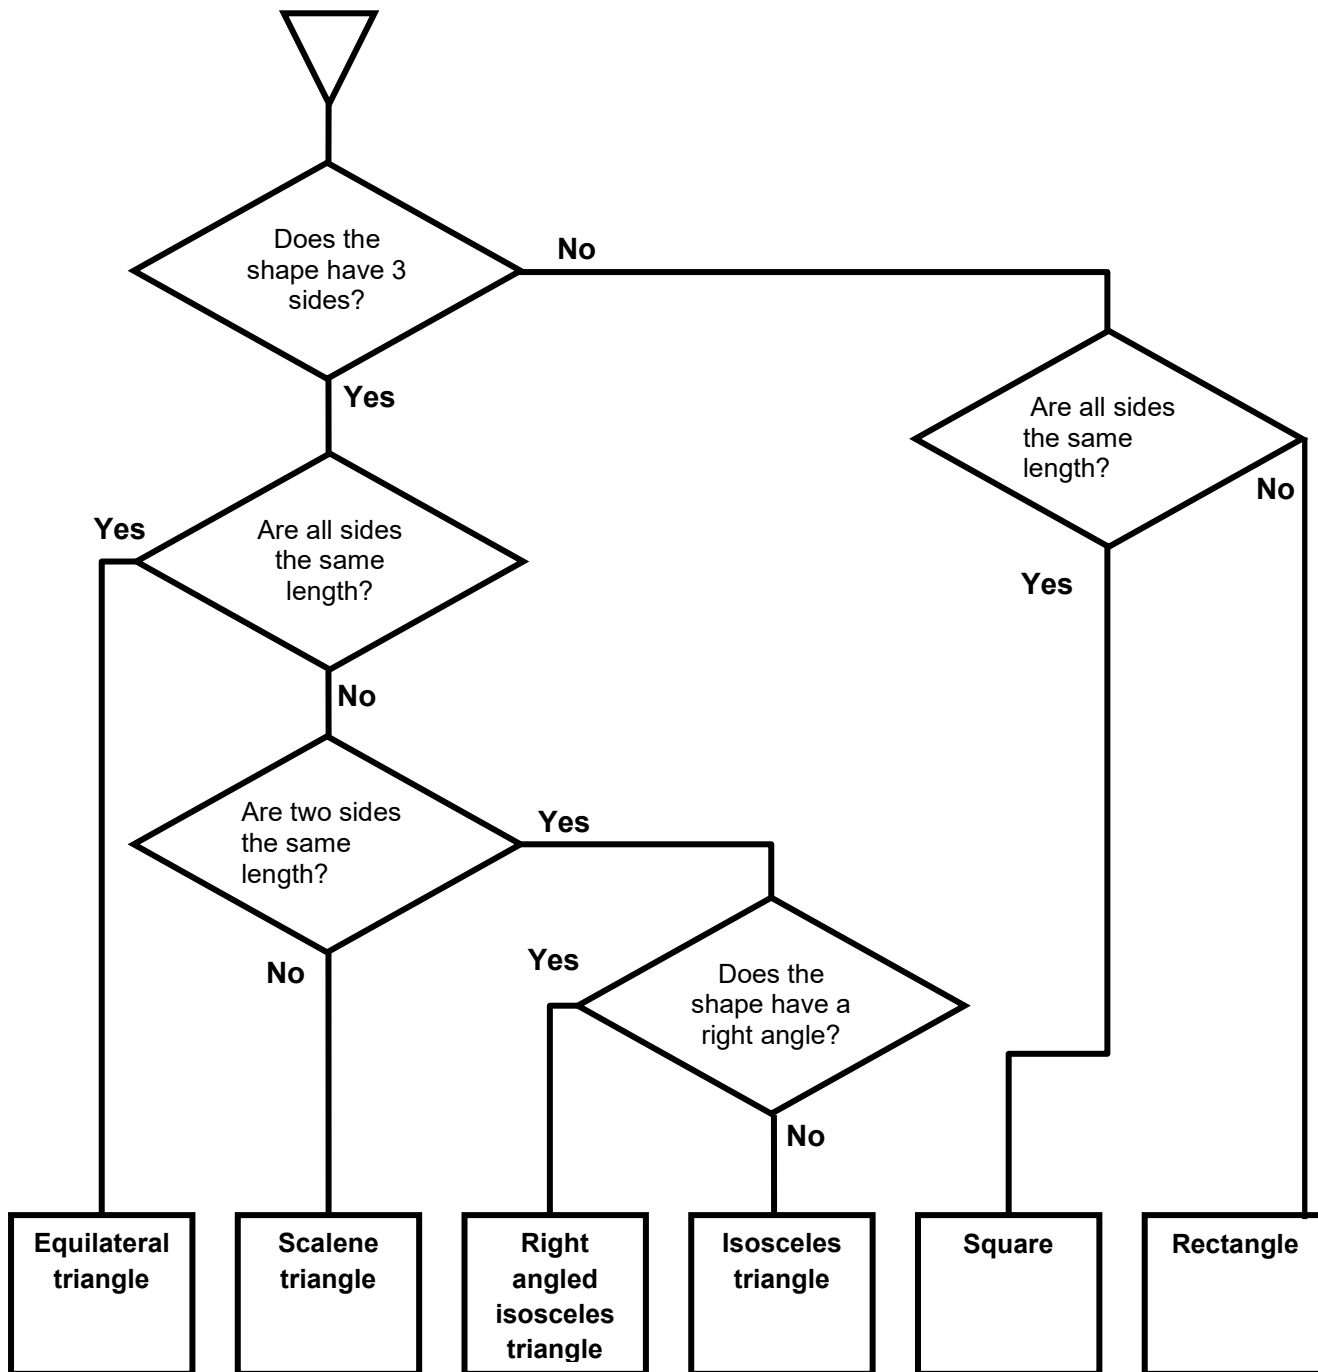 Does the
shape have 3
sides?
No
Yes
Are all sides
the same
length?
No
Yes
Yes
Are all sides
the same
length?
No
Are two sides
the same
length?
Yes
No
Yes
Does the
shape have a
right angle?
No
Equilateral
triangle
Scalene
triangle
Right
angled
isosceles
triangle
Isosceles
triangle
Square
Rectangle